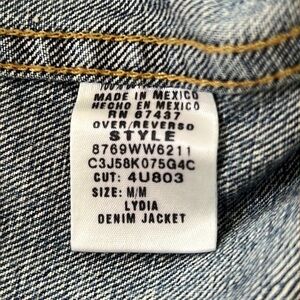 MADE IN MEXICO
HECHO EN MEXICO
RN 67437
OVER/REVERSO
STYLE
8769WW6211
C3J58K075G4C
CUT: 4U803
SIZE: M/M
LYDIA
DENIM JACKET